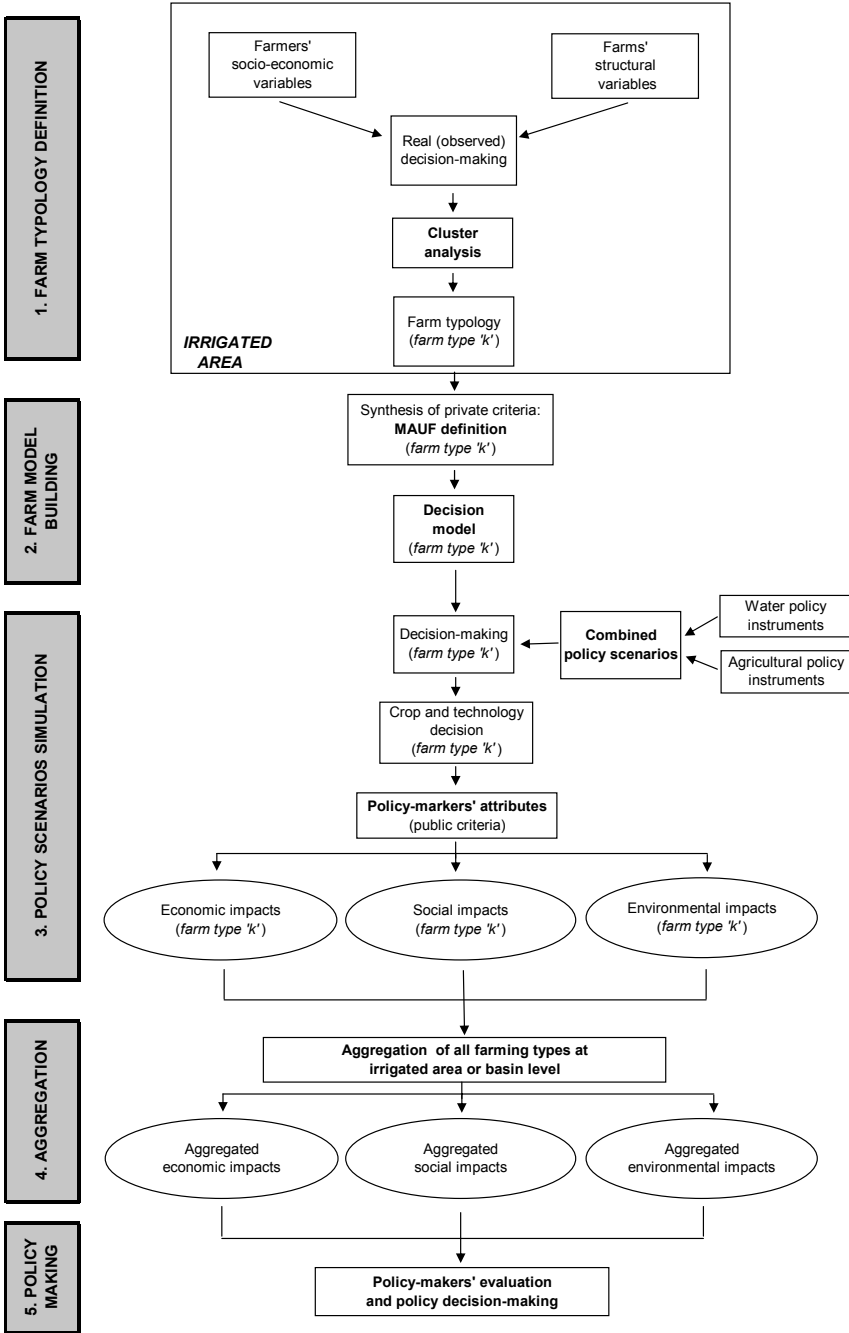 1. FARM TYPOLOGY DEFINITION
Farmers'
socio-economic
variables
Farms'
structural
variables
Real (observed)
decision-making
Cluster
analysis
Farm typology
(farm type 'k')
IRRIGATED
AREA
2. FARM MODEL
BUILDING
Synthesis of private criteria:
MAUF definition
(farm type 'k')
Decision
model
(farm type 'k')
3. POLICY SCENARIOS SIMULATION
Decision-making
(farm type 'k')
Combined
policy scenarios
Water policy
instruments
Agricultural policy
instruments
Crop and technology
decision
(farm type 'k')
Policy-markers' attributes
(public criteria)
Economic impacts
(farm type 'k')
Social impacts
(farm type 'k')
Environmental impacts
(farm type 'k')
4. AGGREGATION
Aggregation of all farming types at
irrigated area or basin level
Aggregated
economic impacts
Aggregated
social impacts
Aggregated
environmental impacts
5. POLICY
MAKING
Policy-makers' evaluation
and policy decision-making